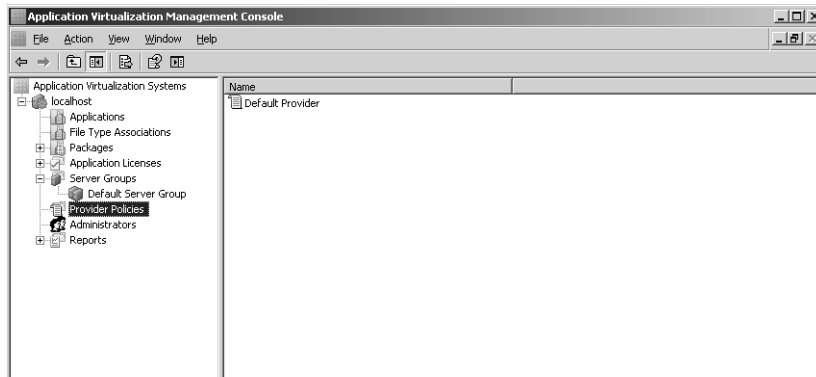 Application Virtualization Management Console
File Action View Window Help
Application Virtualization Systems
localhost
Applications
File Type Associations
Packages
Application Licenses
Server Groups
Default Server Group
Provider Policies
Administrators
Reports
Name
Default Provider